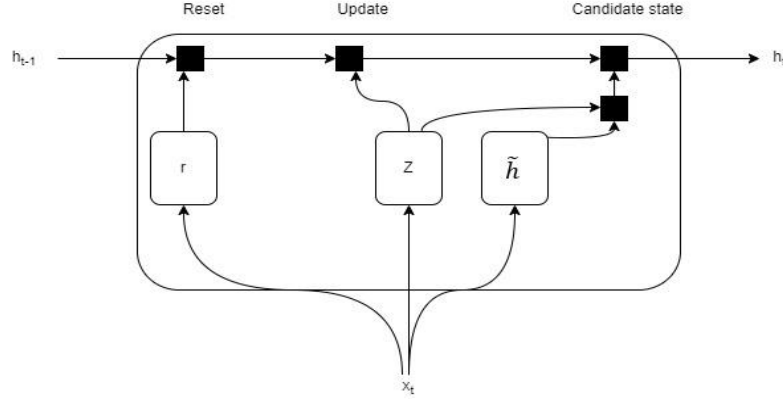 Reset Update Candidate state
h_{t-1} h
r Z h̃
x_t